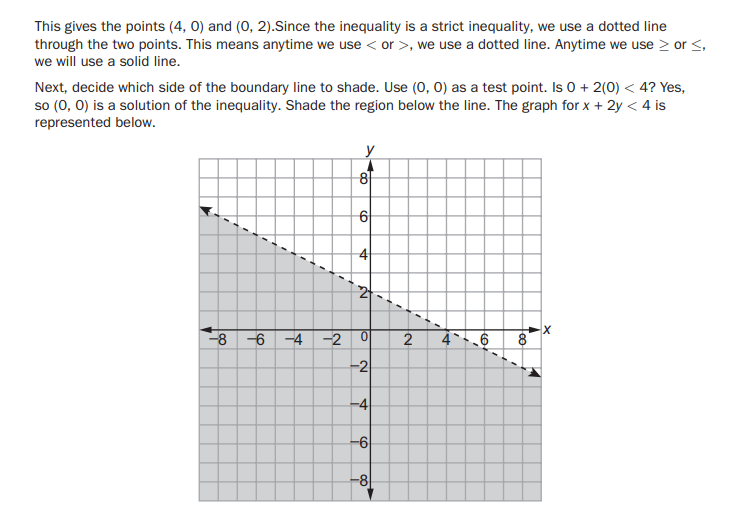 This gives the points (4, 0) and (0, 2).Since the inequality is a strict inequality, we use a dotted line
through the two points. This means anytime we use < or >, we use a dotted line. Anytime we use ≥ or ≤,
we will use a solid line.
Next, decide which side of the boundary line to shade. Use (0, 0) as a test point. Is 0 + 2(0) < 4? Yes,
so (0, 0) is a solution of the inequality. Shade the region below the line. The graph for x + 2y < 4 is
represented below.
y
8
6
4
2
−8 −6 −4 −2 0 2 4 6 8 x
−2
−4
−6
−8